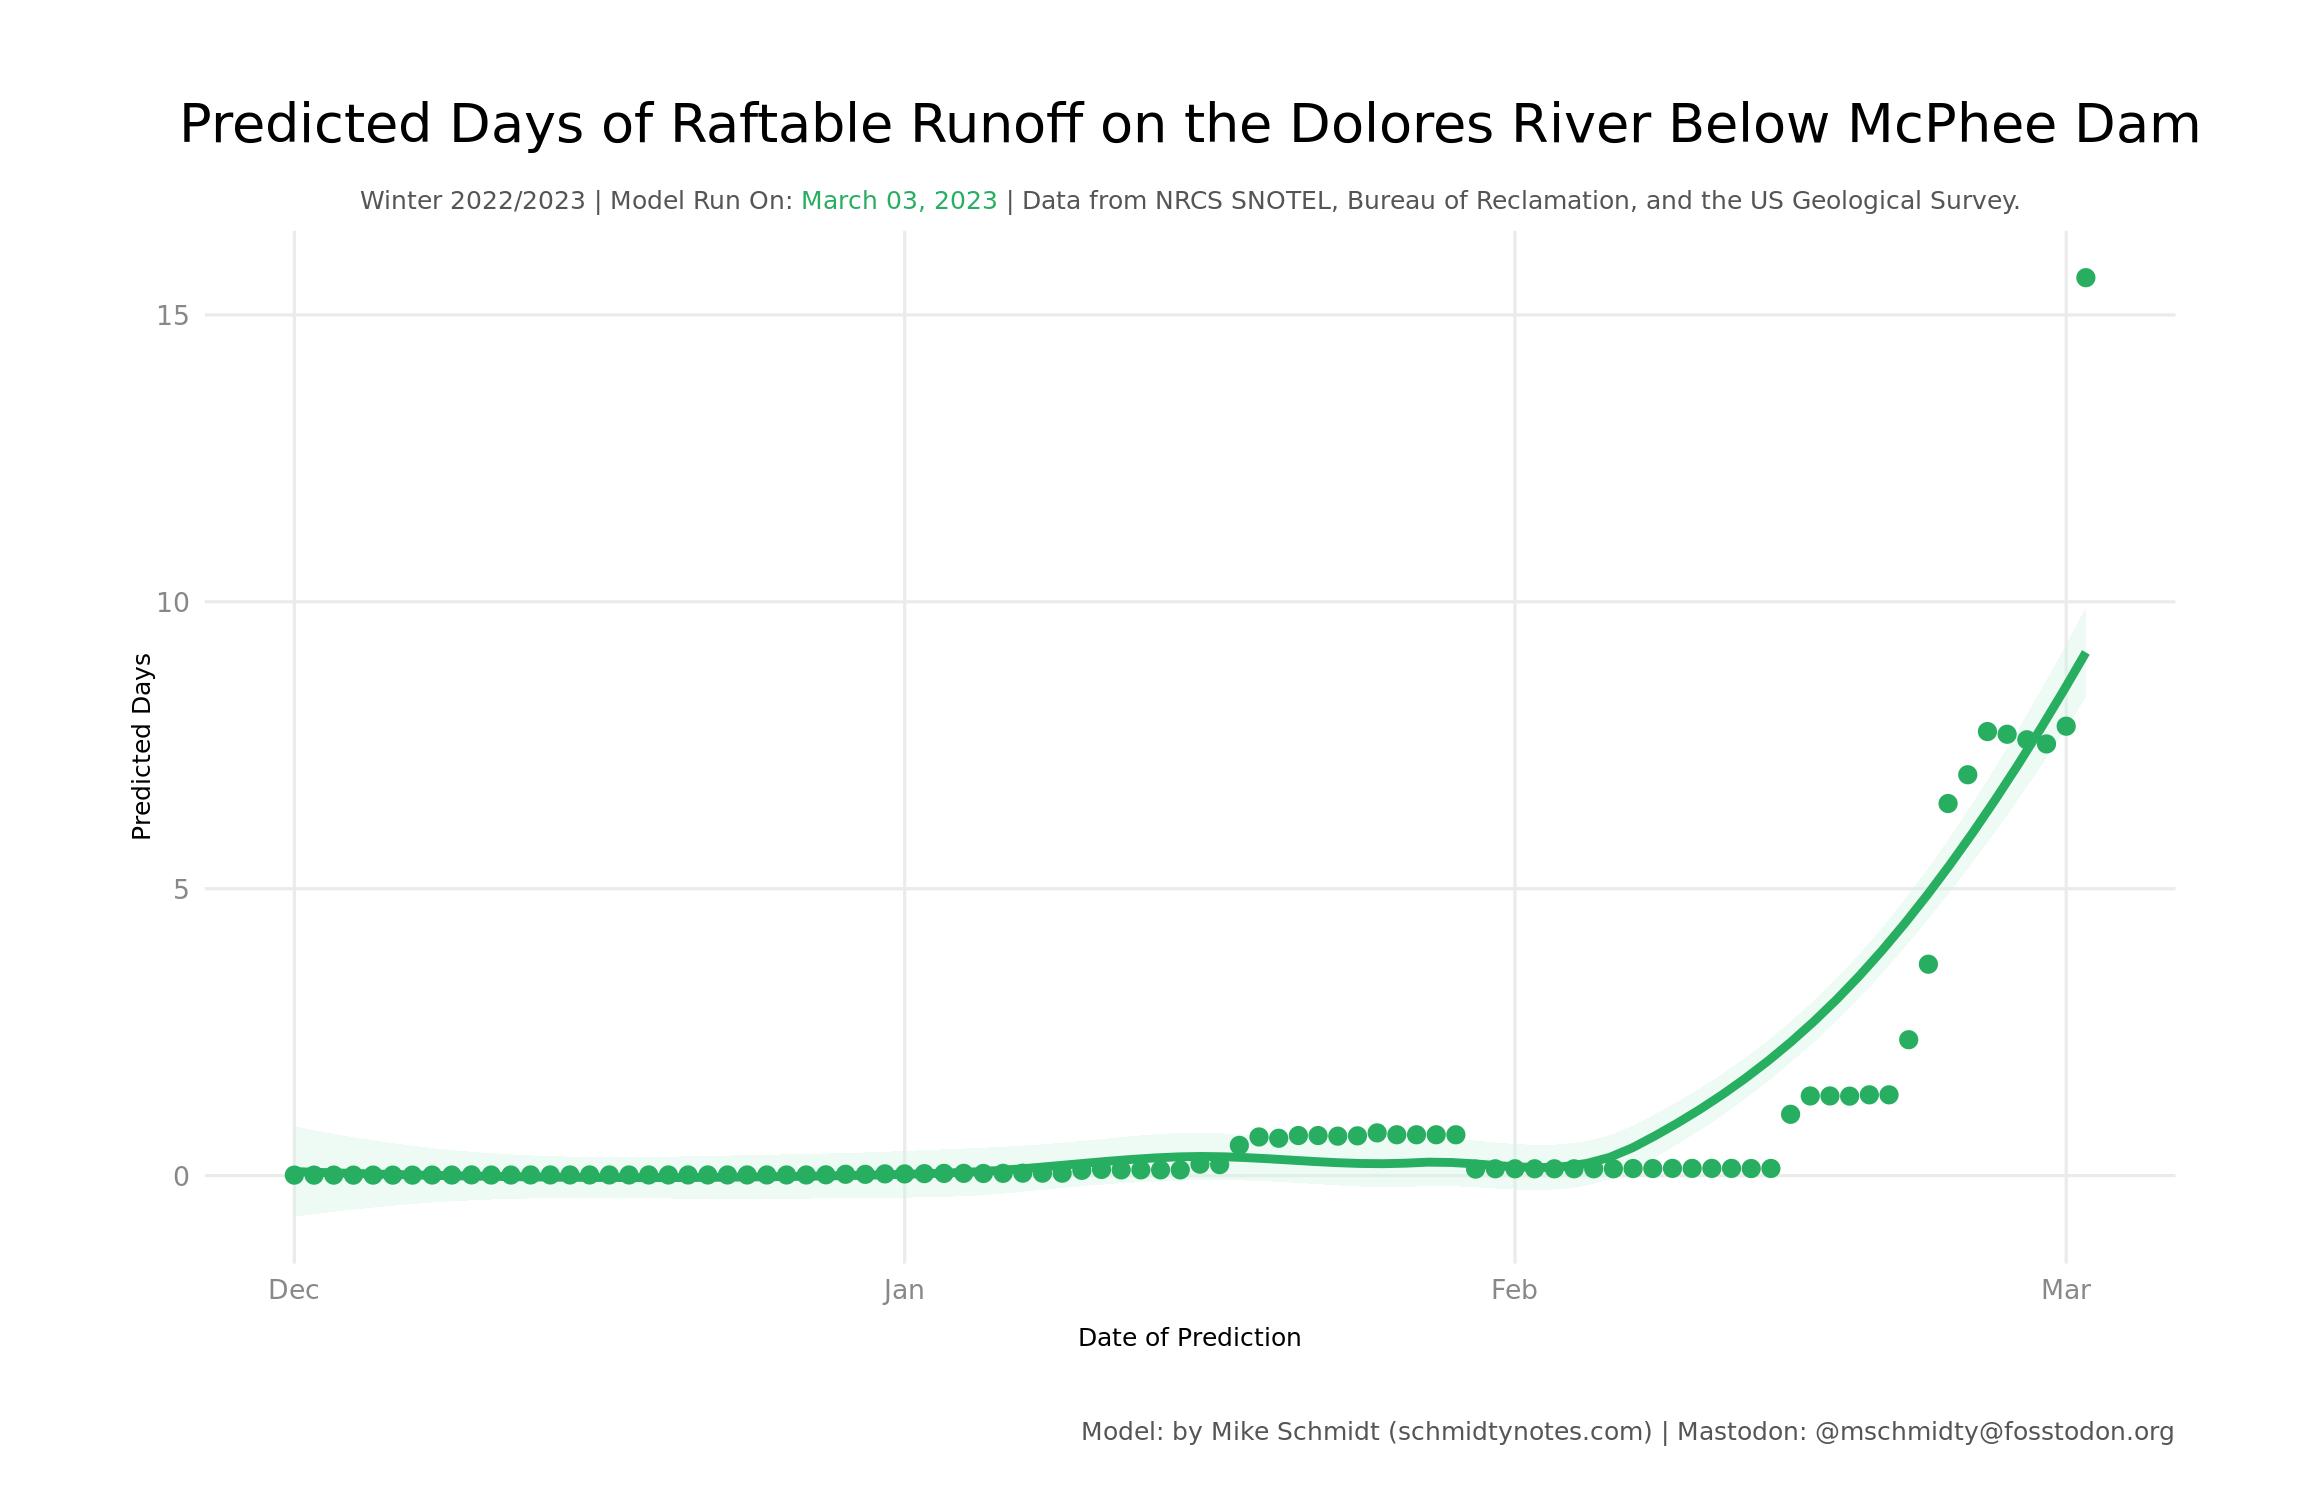 Predicted Days of Raftable Runoff on the Dolores River Below McPhee Dam
Winter 2022/2023 | Model Run On: March 03, 2023 | Data from NRCS SNOTEL, Bureau of Reclamation, and the US Geological Survey.
15
10
5
0
Predicted Days
Dec
Jan
Feb
Mar
Date of Prediction
Model: by Mike Schmidt (schmidtynotes.com) | Mastodon: @mschmidty@fosstodon.org